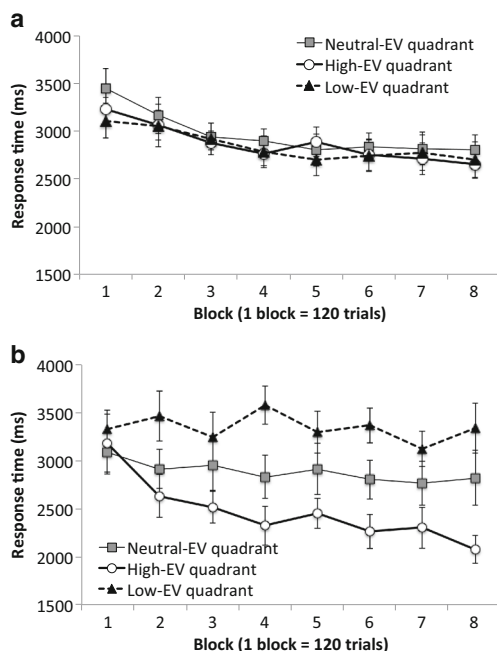 a
4000
3500
3000
2500
2000
1500
Response time (ms)
Neutral-EV quadrant
High-EV quadrant
Low-EV quadrant
1 2 3 4 5 6 7 8
Block (1 block = 120 trials)
b
4000
3500
3000
2500
2000
1500
Response time (ms)
Neutral-EV quadrant
High-EV quadrant
Low-EV quadrant
1 2 3 4 5 6 7 8
Block (1 block = 120 trials)